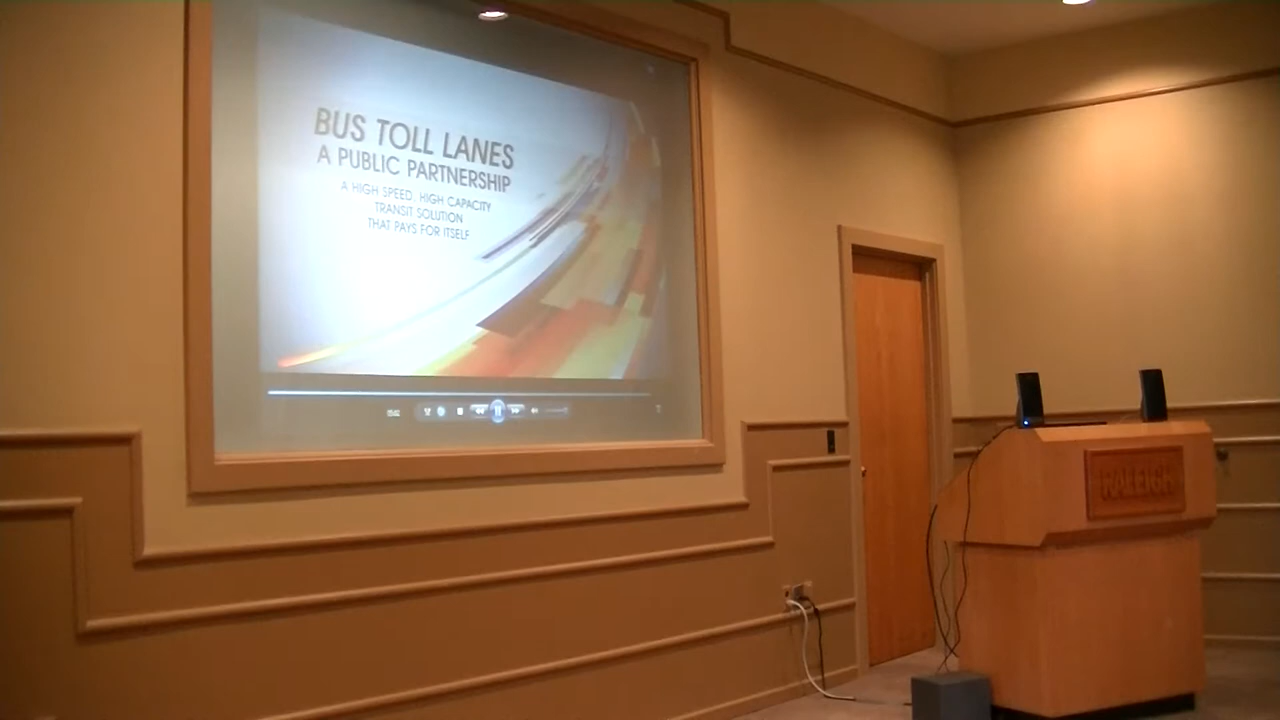 BUS TOLL LANES
A PUBLIC PARTNERSHIP
A HIGH SPEED, HIGH CAPACITY
TRANSIT SOLUTION
THAT PAYS FOR ITSELF
RALEIGH